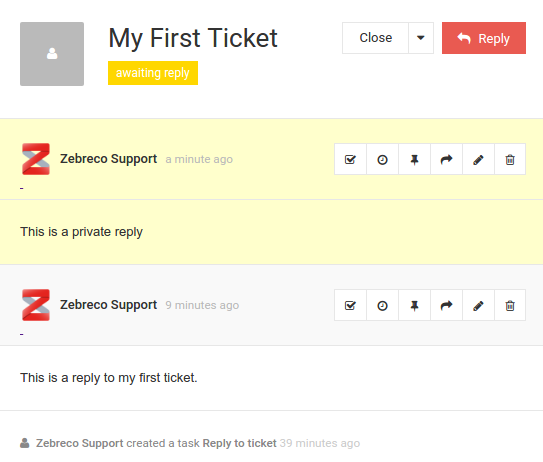 My First Ticket
Close
Reply
awaiting reply
Zebreco Support a minute ago
This is a private reply
Zebreco Support 9 minutes ago
This is a reply to my first ticket.
Zebreco Support created a task Reply to ticket 39 minutes ago